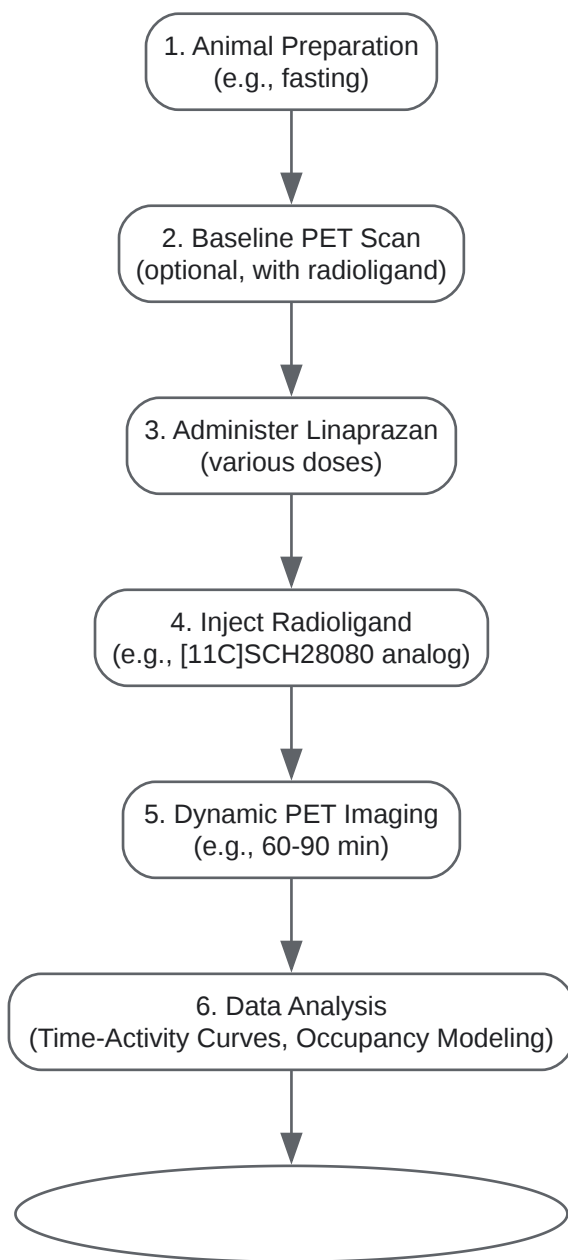 1. Animal Preparation
(e.g., fasting)
2. Baseline PET Scan
(optional, with radioligand)
3. Administer Linaprazan
(various doses)
4. Inject Radioligand
(e.g., [11C]SCH28080 analog)
5. Dynamic PET Imaging
(e.g., 60-90 min)
6. Data Analysis
(Time-Activity Curves, Occupancy Modeling)